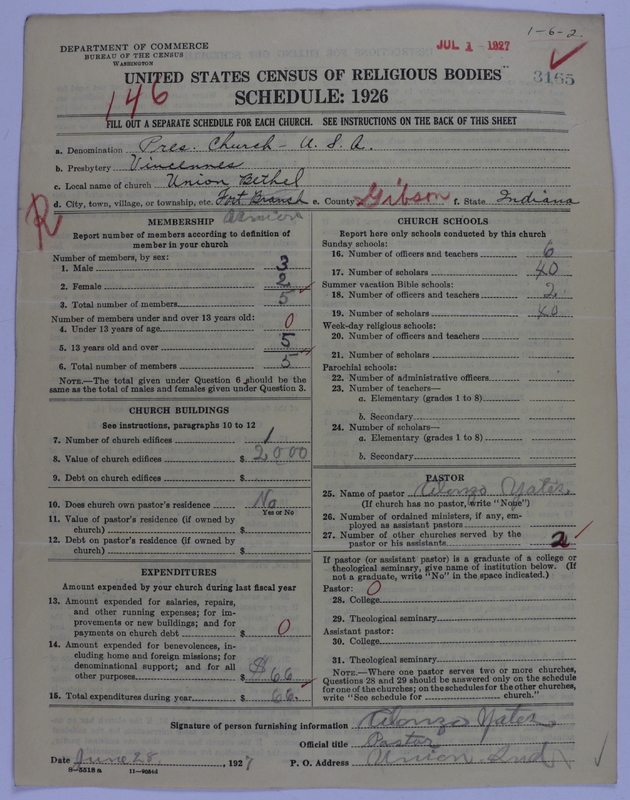 1-6-2
DEPARTMENT OF COMMERCE
BUREAU OF THE CENSUS
WASHINGTON
JUL 1 - 1927
UNITED STATES CENSUS OF RELIGIOUS BODIES
3165
146
SCHEDULE: 1926
FILL OUT A SEPARATE SCHEDULE FOR EACH CHURCH. SEE INSTRUCTIONS ON THE BACK OF THIS SHEET
a. Denomination Pres. Church - U. S. A.
b. Presbytery Vincennes
c. Local name of church Union Bethel
d. City, town, village, or township, etc. Fort Branch e. County Gibson f. State Indiana
R
Union
MEMBERSHIP
Report number of members according to definition of
member in your church
Number of members, by sex:
1. Male 3
2. Female 2
3. Total number of members 5
Number of members under and over 13 years old:
4. Under 13 years of age 0
5. 13 years old and over 5
6. Total number of members 5
NOTE.—The total given under Question 6 should be the
same as the total of males and females given under Question 3.
CHURCH BUILDINGS
See instructions, paragraphs 10 to 12
7. Number of church edifices 1
8. Value of church edifices $ 2000
9. Debt on church edifices $
10. Does church own pastor's residence No
Yes or No
11. Value of pastor's residence (if owned by
church) $
12. Debt on pastor's residence (if owned by
church) $
EXPENDITURES
Amount expended by your church during last fiscal year
13. Amount expended for salaries, repairs,
and other running expenses; for im-
provements or new buildings; and for
payments on church debt $ 0
14. Amount expended for benevolences, in-
cluding home and foreign missions; for
denominational support; and for all
other purposes $ $66
15. Total expenditures during year $ 66.
CHURCH SCHOOLS
Report here only schools conducted by this church
Sunday schools:
16. Number of officers and teachers 6
17. Number of scholars 40
Summer vacation Bible schools:
18. Number of officers and teachers 2
19. Number of scholars 40
Week-day religious schools:
20. Number of officers and teachers
21. Number of scholars
Parochial schools:
22. Number of administrative officers
23. Number of teachers—
a. Elementary (grades 1 to 8)
b. Secondary
24. Number of scholars—
a. Elementary (grades 1 to 8)
b. Secondary
PASTOR
25. Name of pastor Alonzo Yates
(If church has no pastor, write "None")
26. Number of ordained ministers, if any, em-
ployed as assistant pastors
27. Number of other churches served by the
pastor or his assistants 2
If pastor (or assistant pastor) is a graduate of a college or
theological seminary, give name of institution below. (If
not a graduate, write "No" in the space indicated.)
Pastor: 0
28. College
29. Theological seminary
Assistant pastor:
30. College
31. Theological seminary
NOTE.—Where one pastor serves two or more churches,
Questions 28 and 29 should be answered only on the schedule
for one of the churches; on the schedules for the other churches,
write "See schedule for church."
Signature of person furnishing information Alonzo Yates
Official title Pastor
Date June 28, 1927 P. O. Address Union Ind
8-5518a 11-9054d